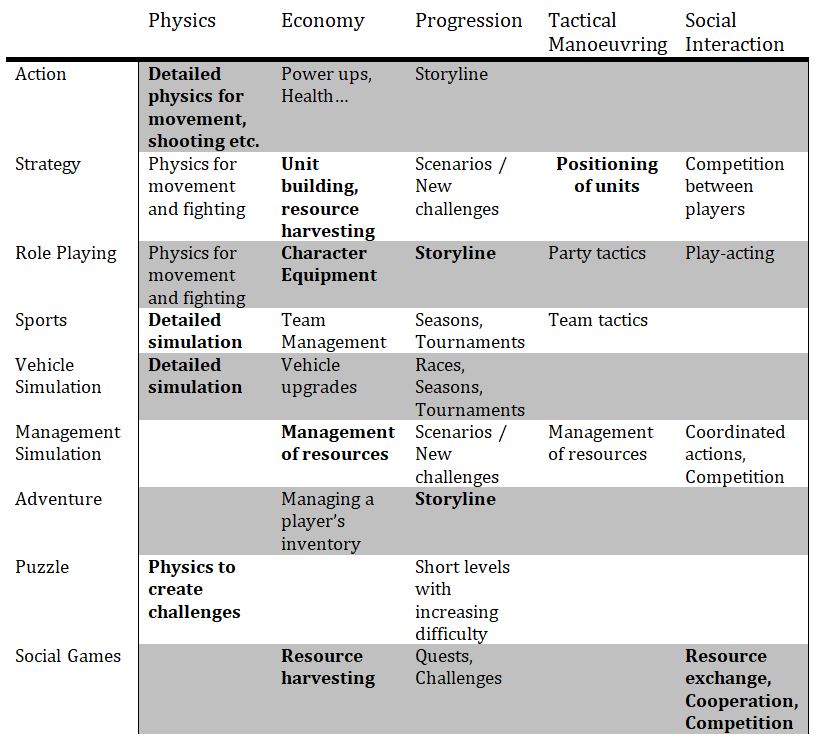 Physics Economy Progression Tactical Manoeuvring Social Interaction
Action Detailed physics for movement, shooting etc. Power ups, Health… Storyline
Strategy Physics for movement and fighting Unit building, resource harvesting Scenarios / New challenges Positioning of units Competition between players
Role Playing Physics for movement and fighting Character Equipment Storyline Party tactics Play-acting
Sports Detailed simulation Team Management Seasons, Tournaments Team tactics
Vehicle Simulation Detailed simulation Vehicle upgrades Races, Seasons, Tournaments
Management Simulation Management of resources Scenarios / New challenges Management of resources Coordinated actions, Competition
Adventure Managing a player's inventory Storyline
Puzzle Physics to create challenges Short levels with increasing difficulty
Social Games Resource harvesting Quests, Challenges Resource exchange, Cooperation, Competition